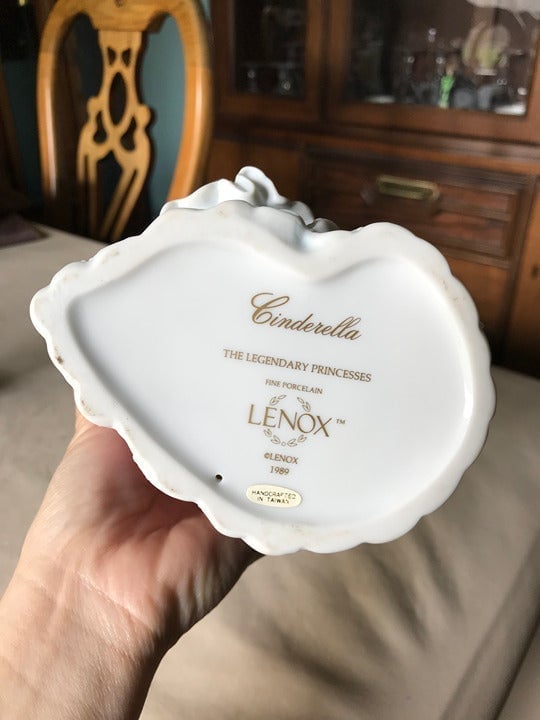 Cinderella
THE LEGENDARY PRINCESSES
FINE PORCELAIN
LENOX™
©LENOX
1989
HANDCRAFTED
IN TAIWAN